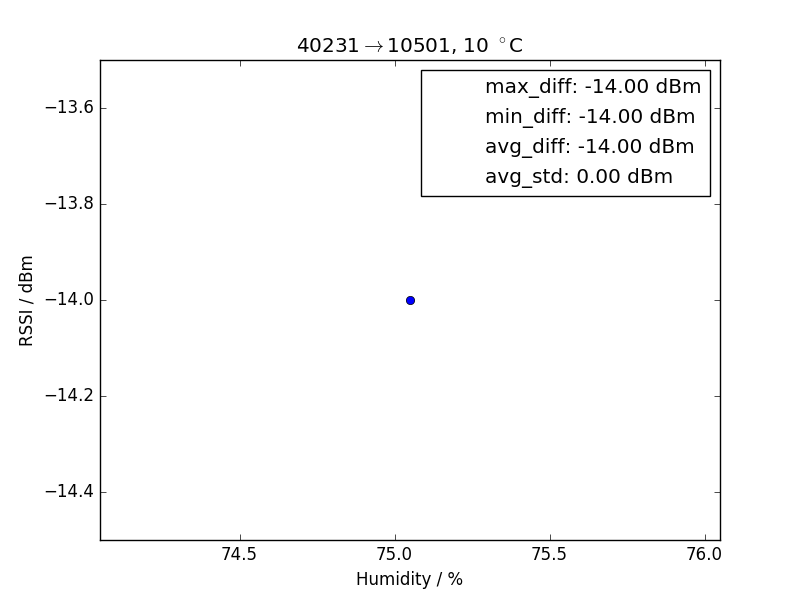 40231→10501, 10 °C
max_diff: -14.00 dBm
min_diff: -14.00 dBm
avg_diff: -14.00 dBm
avg_std: 0.00 dBm
RSSI / dBm
−13.6
−13.8
−14.0
−14.2
−14.4
74.5 75.0 75.5 76.0
Humidity / %